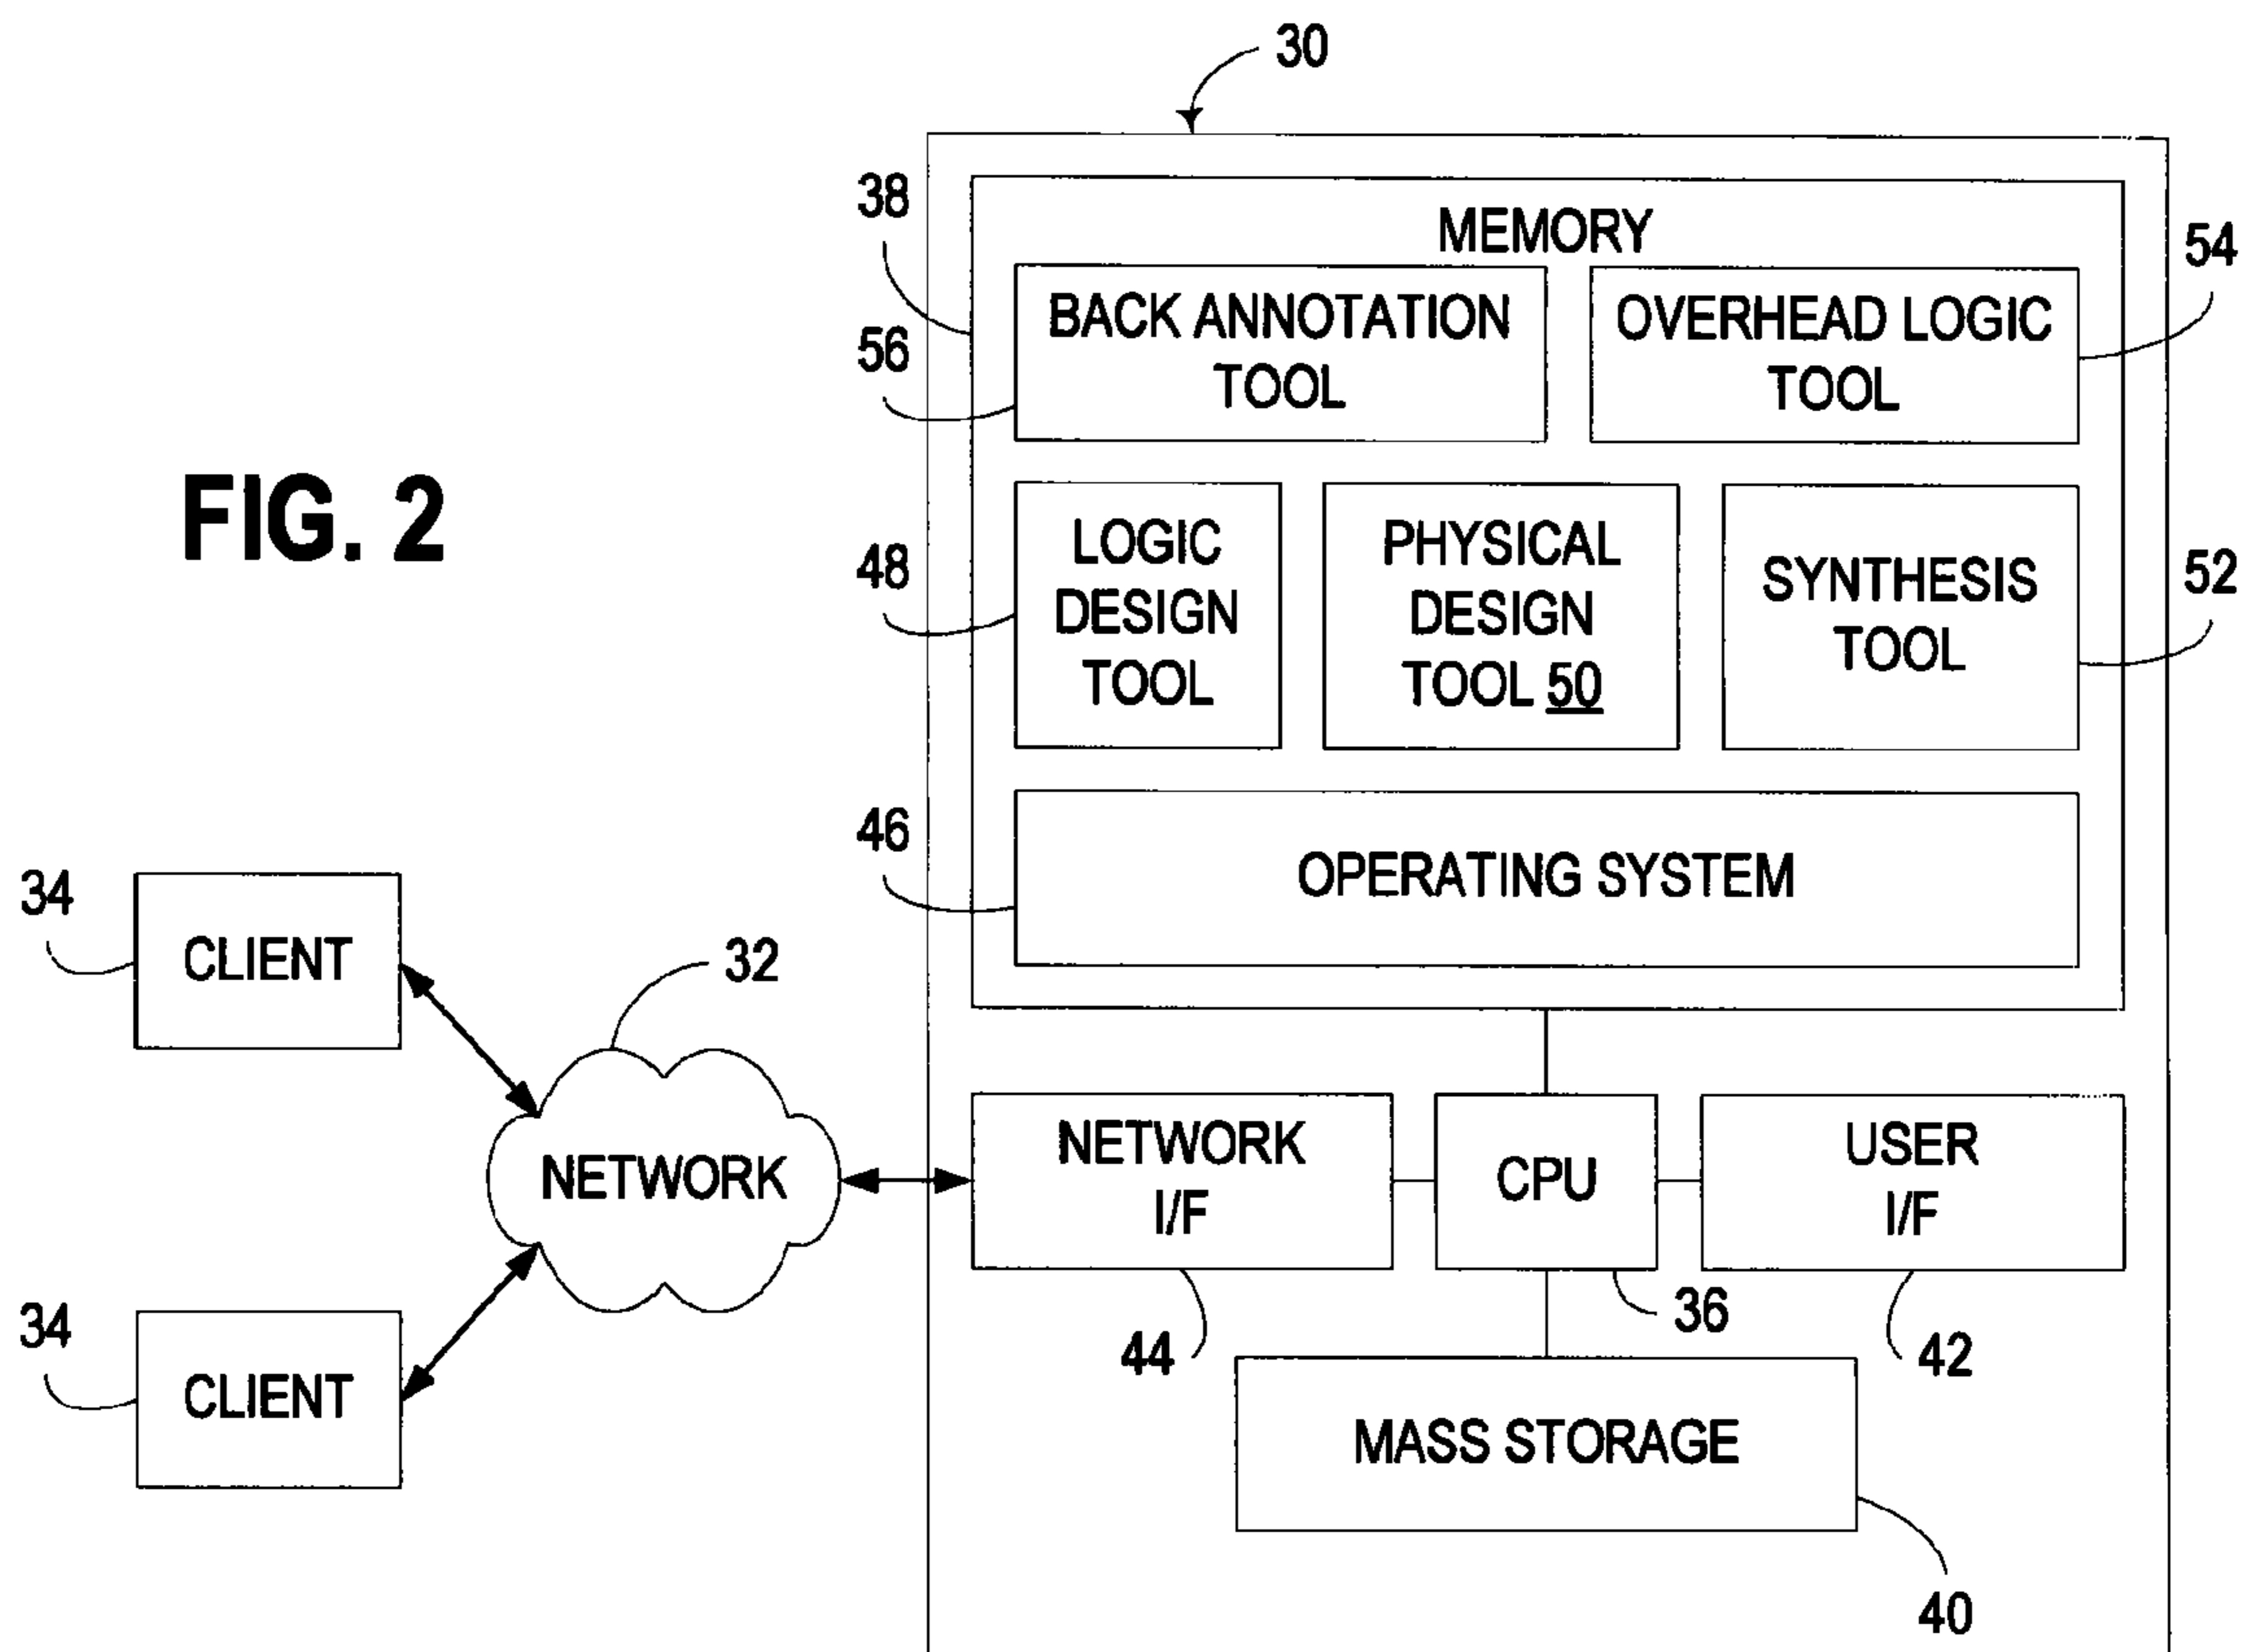 30
38
MEMORY
54
BACK ANNOTATION
TOOL
OVERHEAD LOGIC
TOOL
56
FIG. 2
48
LOGIC
DESIGN
TOOL
PHYSICAL
DESIGN
TOOL 50
SYNTHESIS
TOOL
52
46
OPERATING SYSTEM
34
CLIENT
32
NETWORK
NETWORK
I/F
CPU
USER
I/F
44
36
42
34
CLIENT
MASS STORAGE
40